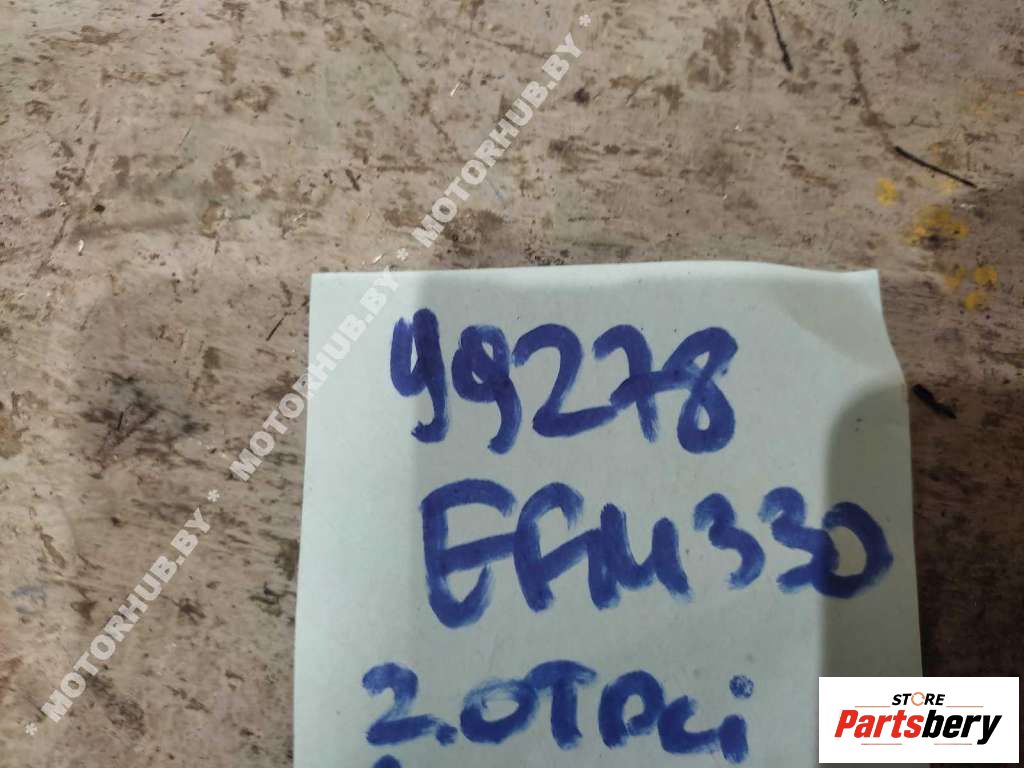 99278
EFM330
2.0TDCi
* MOTORHUB.BY * MOTORHUB.BY * MOTORHUB.BY *
STORE
Partsbery